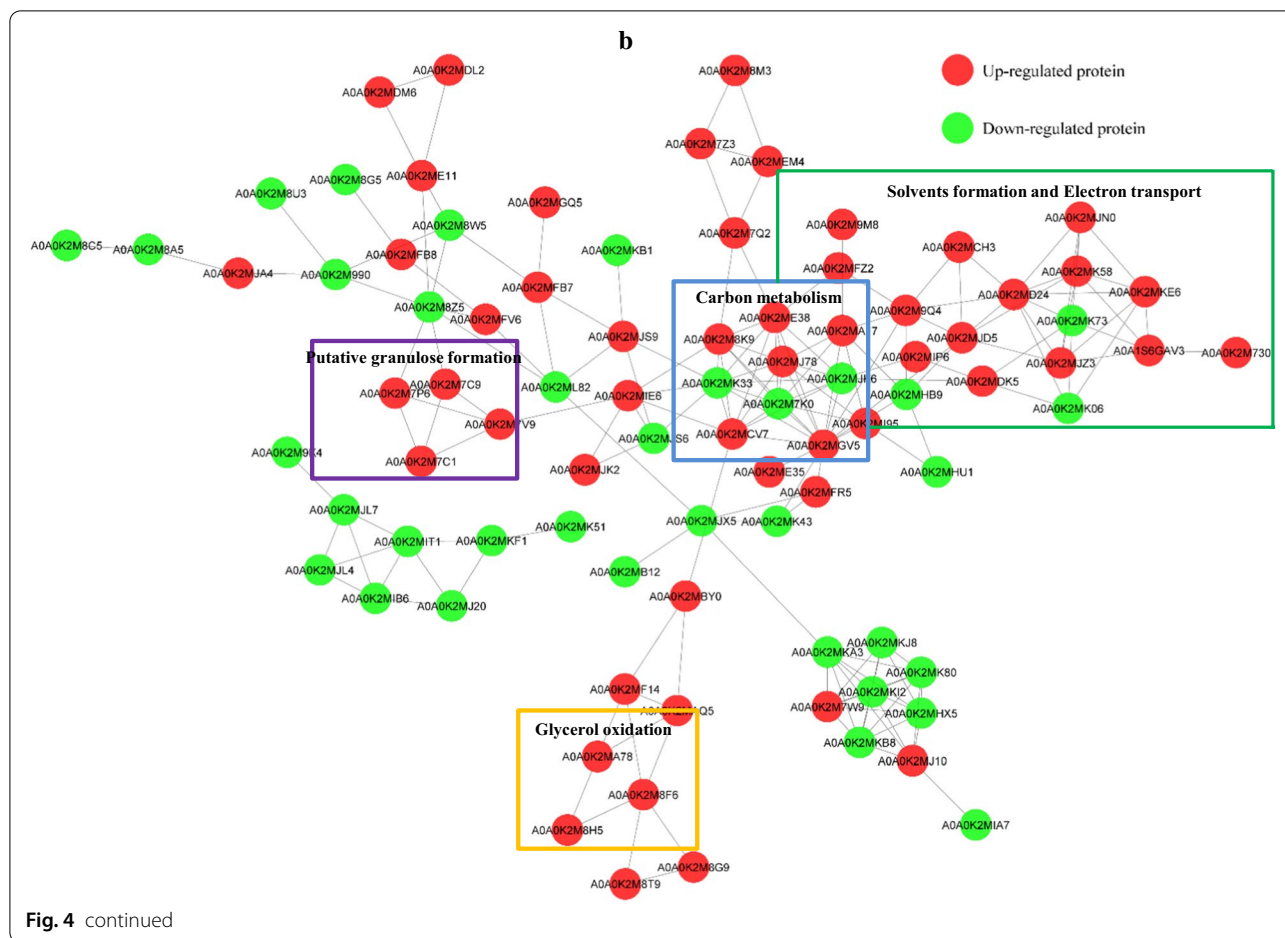 b
Up-regulated protein
Down-regulated protein
A0A0K2MDL2
A0A0K2MDM6
A0A0K2M8M3
A0A0K2M7Z3
A0A0K2MEM4
A0A0K2M8G5
A0A0K2ME11
A0A0K2M8U3
A0A0K2MGQ5
A0A0K2M8W5
A0A0K2M7Q2
Solvents formation and Electron transport
A0A0K2M9M8
A0A0K2MJN0
A0A0K2M8C5
A0A0K2M8A5
A0A0K2MFB8
A0A0K2MKB1
A0A0K2MCH3
A0A0K2MJA4
A0A0K2M990
A0A0K2MFZ2
A0A0K2MK58
A0A0K2MFB7
A0A0K2MD24
A0A0K2MKE6
Carbon metabolism
A0A0K2M8Z5
A0A0K2MFV6
A0A0K2ME38
A0A0K2M9Q4
A0A0K2MK73
A0A0K2MJS9
A0A0K2M8K9
A0A0K2MJD5
A0A1S6GAV3
A0A0K2M730
Putative granulose formation
A0A0K2MJ78
A0A0K2MIP6
A0A0K2MJZ3
A0A0K2M7C9
A0A0K2M7P6
A0A0K2ML82
A0A0K2MIE6
A0A0K2MK33
A0A0K2MDK5
A0A0K2M7K0
A0A0K2MHB9
A0A0K2MK06
A0A0K2M7V9
A0A0K2MCV7
A0A0K2MI95
A0A0K2MJS6
A0A0K2MGV5
A0A0K2M7C1
A0A0K2MJK2
A0A0K2ME35
A0A0K2MHU1
A0A0K2MFR5
A0A0K2MJL7
A0A0K2MK51
A0A0K2MJX5
A0A0K2MK43
A0A0K2MIT1
A0A0K2MKF1
A0A0K2MJL4
A0A0K2MB12
A0A0K2MIB6
A0A0K2MJ20
A0A0K2MBY0
A0A0K2MKJ8
A0A0K2MKA3
A0A0K2MK80
A0A0K2MF14
A0A0K2MKI2
A0A0K2M7W9
A0A0K2MHX5
Glycerol oxidation
A0A0K2MKB8
A0A0K2MA78
A0A0K2MJ10
A0A0K2M8F6
A0A0K2M8H5
A0A0K2MIA7
A0A0K2M8G9
A0A0K2M8T9
Fig. 4 continued